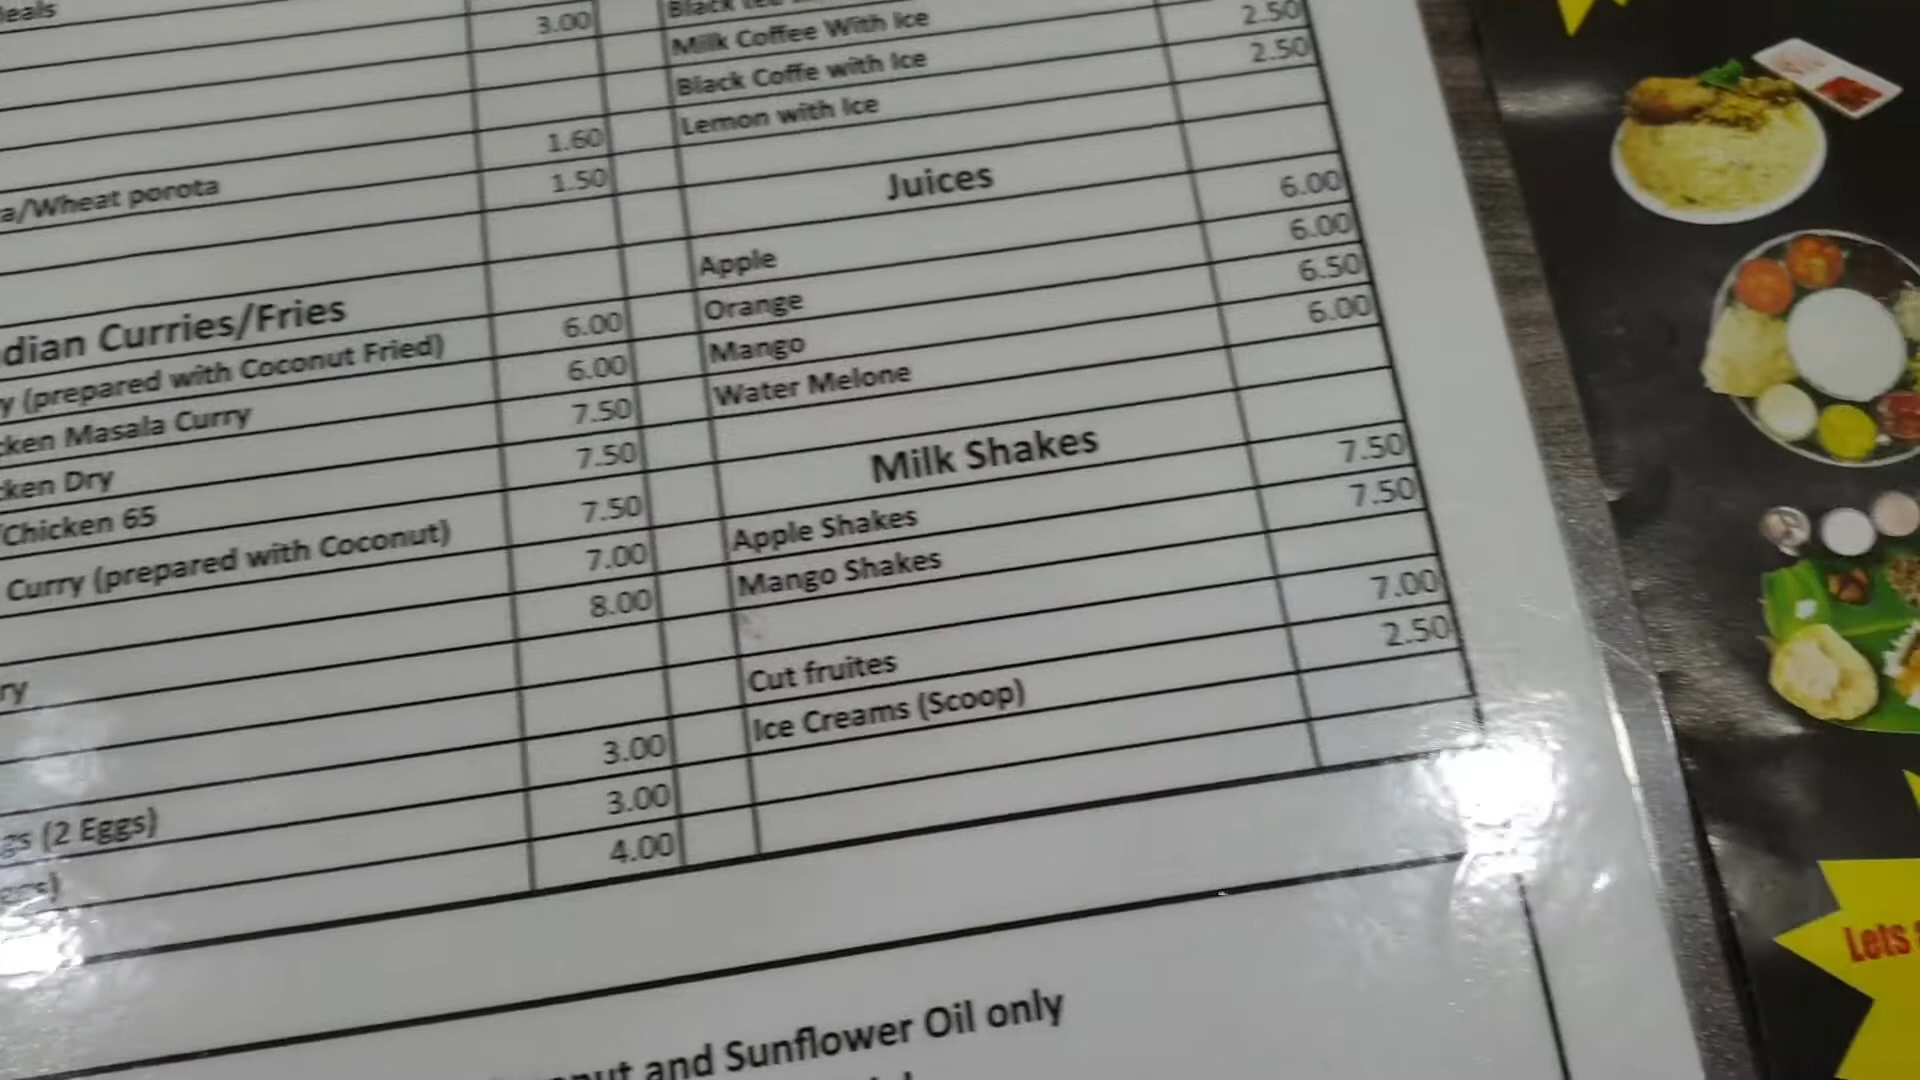 eals
3.00
1.60
a/Wheat porota 1.50
dian Curries/Fries
y (prepared with Coconut Fried) 6.00
cken Masala Curry 6.00
cken Dry 7.50
/Chicken 65 7.50
Curry (prepared with Coconut) 7.50
7.00
ry 8.00
3.00
gs (2 Eggs) 3.00
4.00
Black
Milk Coffee With Ice 2.50
Black Coffe with Ice 2.50
Lemon with Ice
Juices
Apple 6.00
Orange 6.00
Mango 6.50
Water Melone 6.00
Milk Shakes
Apple Shakes 7.50
Mango Shakes 7.50
Cut fruites 7.00
Ice Creams (Scoop) 2.50
and Sunflower Oil only
Lets